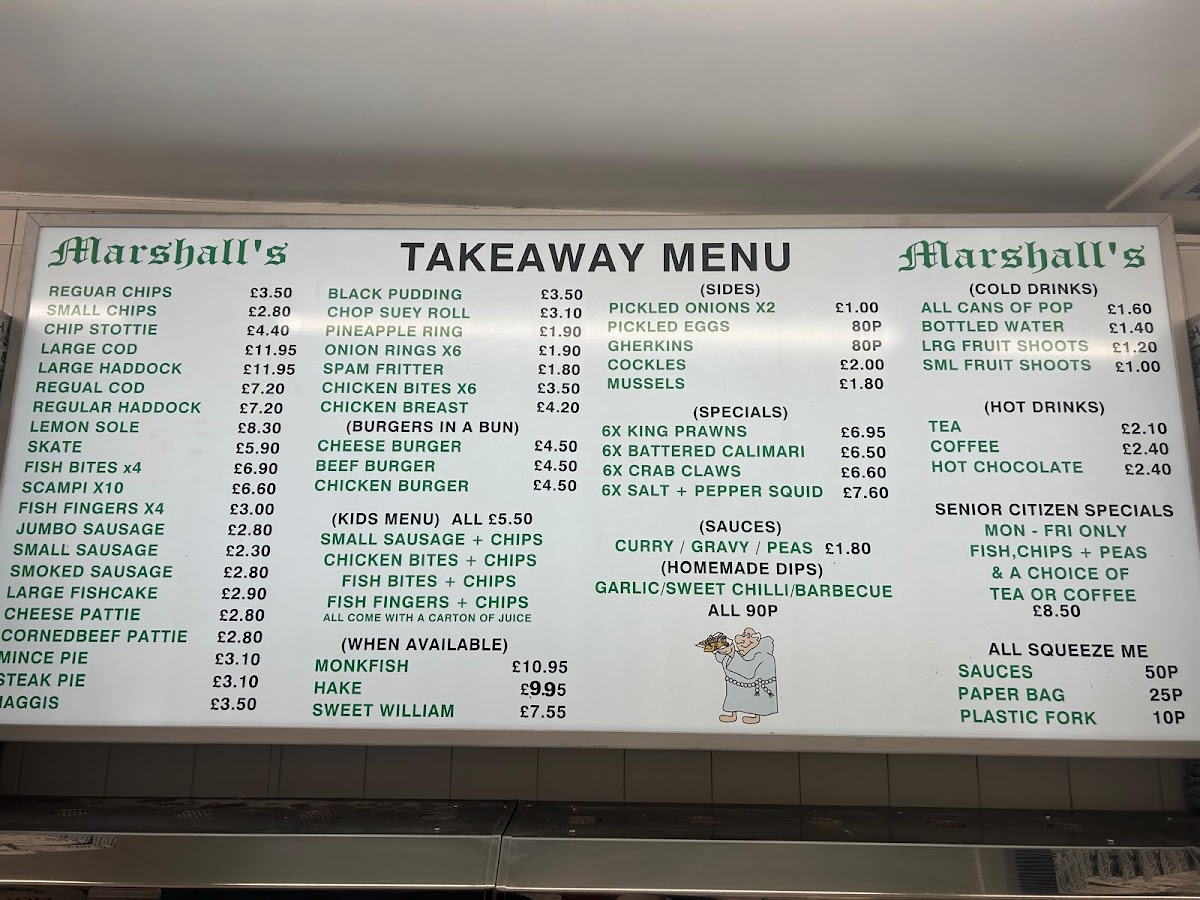 Marshall's
TAKEAWAY MENU
Marshall's
REGUAR CHIPS £3.50
SMALL CHIPS £2.80
CHIP STOTTIE £4.40
LARGE COD £11.95
LARGE HADDOCK £11.95
REGUAL COD £7.20
REGULAR HADDOCK £7.20
LEMON SOLE £8.30
SKATE £5.90
FISH BITES x4 £6.90
SCAMPI X10 £6.60
FISH FINGERS X4 £3.00
JUMBO SAUSAGE £2.80
SMALL SAUSAGE £2.30
SMOKED SAUSAGE £2.80
LARGE FISHCAKE £2.90
CHEESE PATTIE £2.80
CORNEDBEEF PATTIE £2.80
MINCE PIE £3.10
STEAK PIE £3.10
AGGIS £3.50
BLACK PUDDING £3.50
CHOP SUEY ROLL £3.10
PINEAPPLE RING £1.90
ONION RINGS X6 £1.90
SPAM FRITTER £1.80
CHICKEN BITES X6 £3.50
CHICKEN BREAST £4.20
(BURGERS IN A BUN)
CHEESE BURGER £4.50
BEEF BURGER £4.50
CHICKEN BURGER £4.50
(KIDS MENU) ALL £5.50
SMALL SAUSAGE + CHIPS
CHICKEN BITES + CHIPS
FISH BITES + CHIPS
FISH FINGERS + CHIPS
ALL COME WITH A CARTON OF JUICE
(WHEN AVAILABLE)
MONKFISH £10.95
HAKE £9.95
SWEET WILLIAM £7.55
(SIDES)
PICKLED ONIONS X2 £1.00
PICKLED EGGS 80P
GHERKINS 80P
COCKLES £2.00
MUSSELS £1.80
(SPECIALS)
6X KING PRAWNS £6.95
6X BATTERED CALIMARI £6.50
6X CRAB CLAWS £6.60
6X SALT + PEPPER SQUID £7.60
(SAUCES)
CURRY / GRAVY / PEAS £1.80
(HOMEMADE DIPS)
GARLIC/SWEET CHILLI/BARBECUE
ALL 90P
(COLD DRINKS)
ALL CANS OF POP £1.60
BOTTLED WATER £1.40
LRG FRUIT SHOOTS £1.20
SML FRUIT SHOOTS £1.00
(HOT DRINKS)
TEA £2.10
COFFEE £2.40
HOT CHOCOLATE £2.40
SENIOR CITIZEN SPECIALS
MON - FRI ONLY
FISH,CHIPS + PEAS
& A CHOICE OF
TEA OR COFFEE
£8.50
ALL SQUEEZE ME
SAUCES 50P
PAPER BAG 25P
PLASTIC FORK 10P